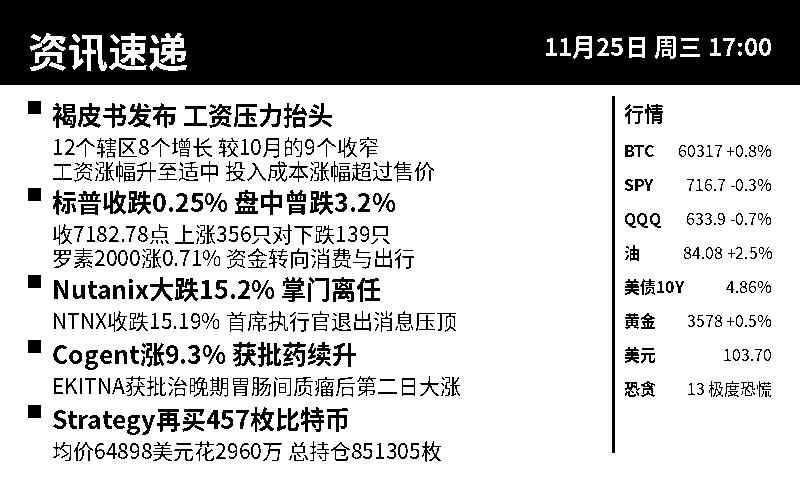 资讯速递
11月25日 周三 17:00
褐皮书发布 工资压力抬头
12个辖区8个增长 较10月的9个收窄
工资涨幅升至适中 投入成本涨幅超过售价
标普收跌0.25% 盘中曾跌3.2%
收7182.78点 上涨356只对下跌139只
罗素2000涨0.71% 资金转向消费与出行
Nutanix大跌15.2% 掌门离任
NTNX收跌15.19% 首席执行官退出消息压顶
Cogent涨9.3% 获批药续升
EKITNA获批治晚期胃肠间质瘤后第二日大涨
Strategy再买457枚比特币
均价64898美元花2960万 总持仓851305枚
行情
BTC 60317 +0.8%
SPY 716.7 -0.3%
QQQ 633.9 -0.7%
油 84.08 +2.5%
美债10Y 4.86%
黄金 3578 +0.5%
美元 103.70
恐贪 13 极度恐慌